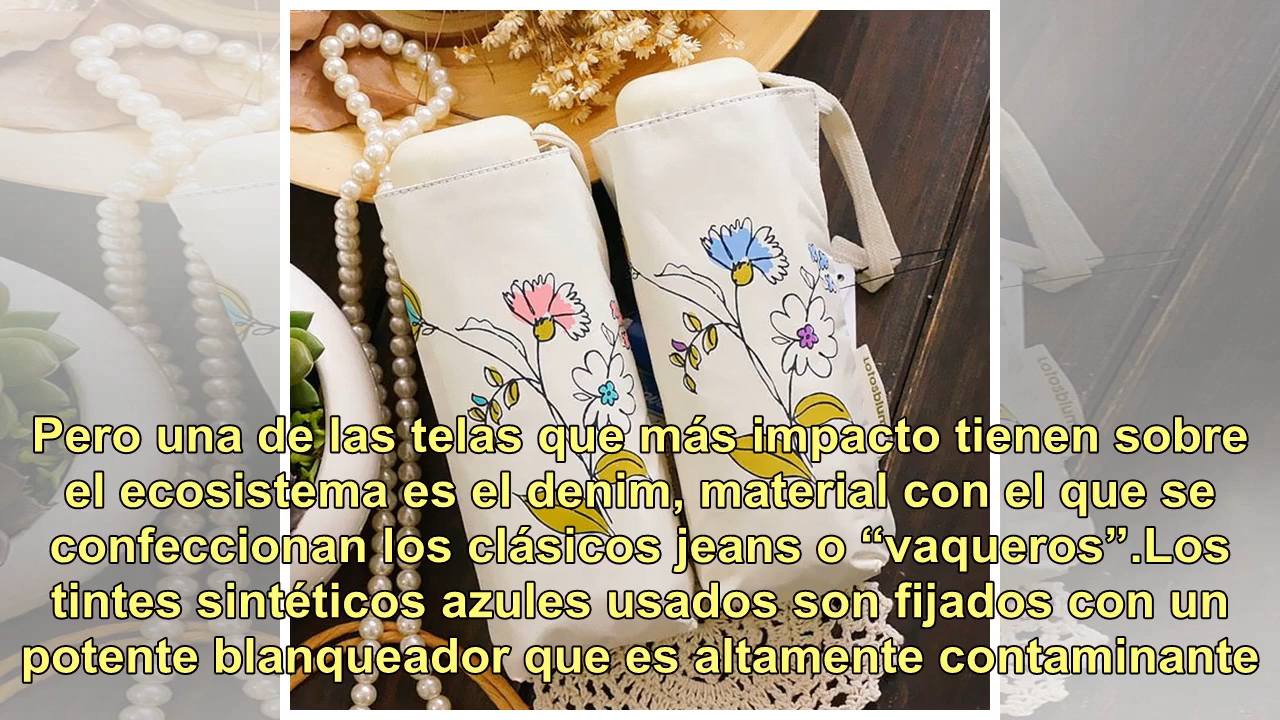 lotosblume
Pero una de las telas que más impacto tienen sobre
el ecosistema es el denim, material con el que se
confeccionan los clásicos jeans o “vaqueros”.Los
tintes sintéticos azules usados son fijados con un
potente blanqueador que es altamente contaminante